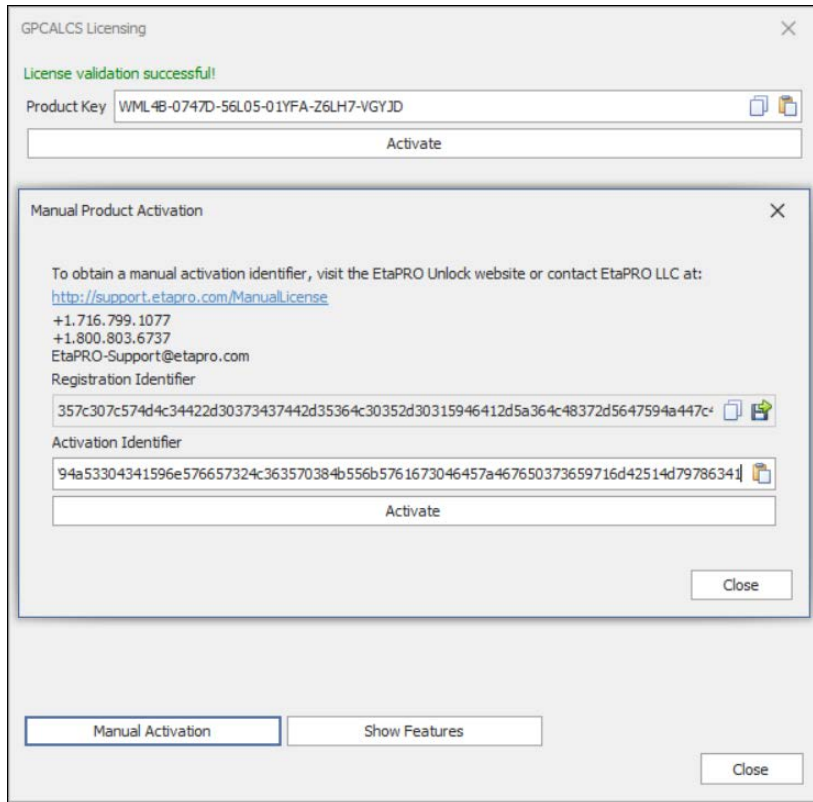 GPCALCS Licensing
License validation successful!
Product Key WML4B-0747D-56L05-01YFA-Z6LH7-VGYJD
Activate
Manual Product Activation
To obtain a manual activation identifier, visit the EtaPRO Unlock website or contact EtaPRO LLC at:
http://support.etapro.com/ManualLicense
+1.716.799.1077
+1.800.803.6737
EtaPRO-Support@etapro.com
Registration Identifier
357c307c574d4c34422d30373437442d35364c30352d30315946412d5a364c48372d5647594a447c4
Activation Identifier
94a53304341596e576657324c363570384b556b5761673046457a467650373659716d42514d79786341
Activate
Close
Manual Activation Show Features
Close